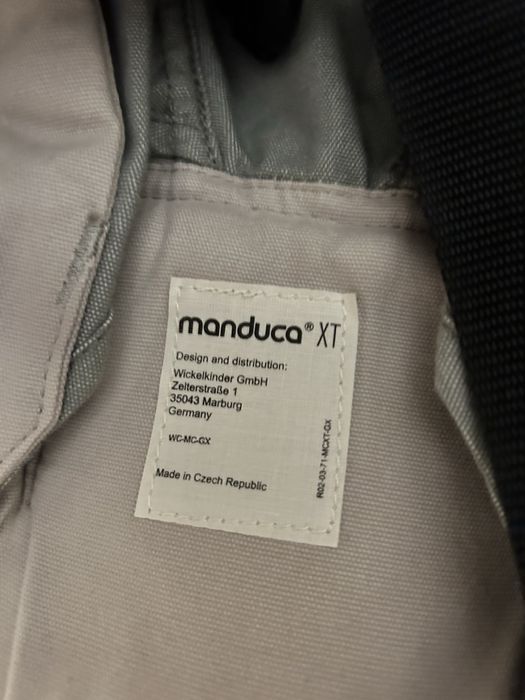 manduca® XT
Design and distribution:
Wickelkinder GmbH
Zeiterstraße 1
35043 Marburg
Germany
WC-MC-GX
Made in Czech Republic
R02-03-71-MCXT-GX